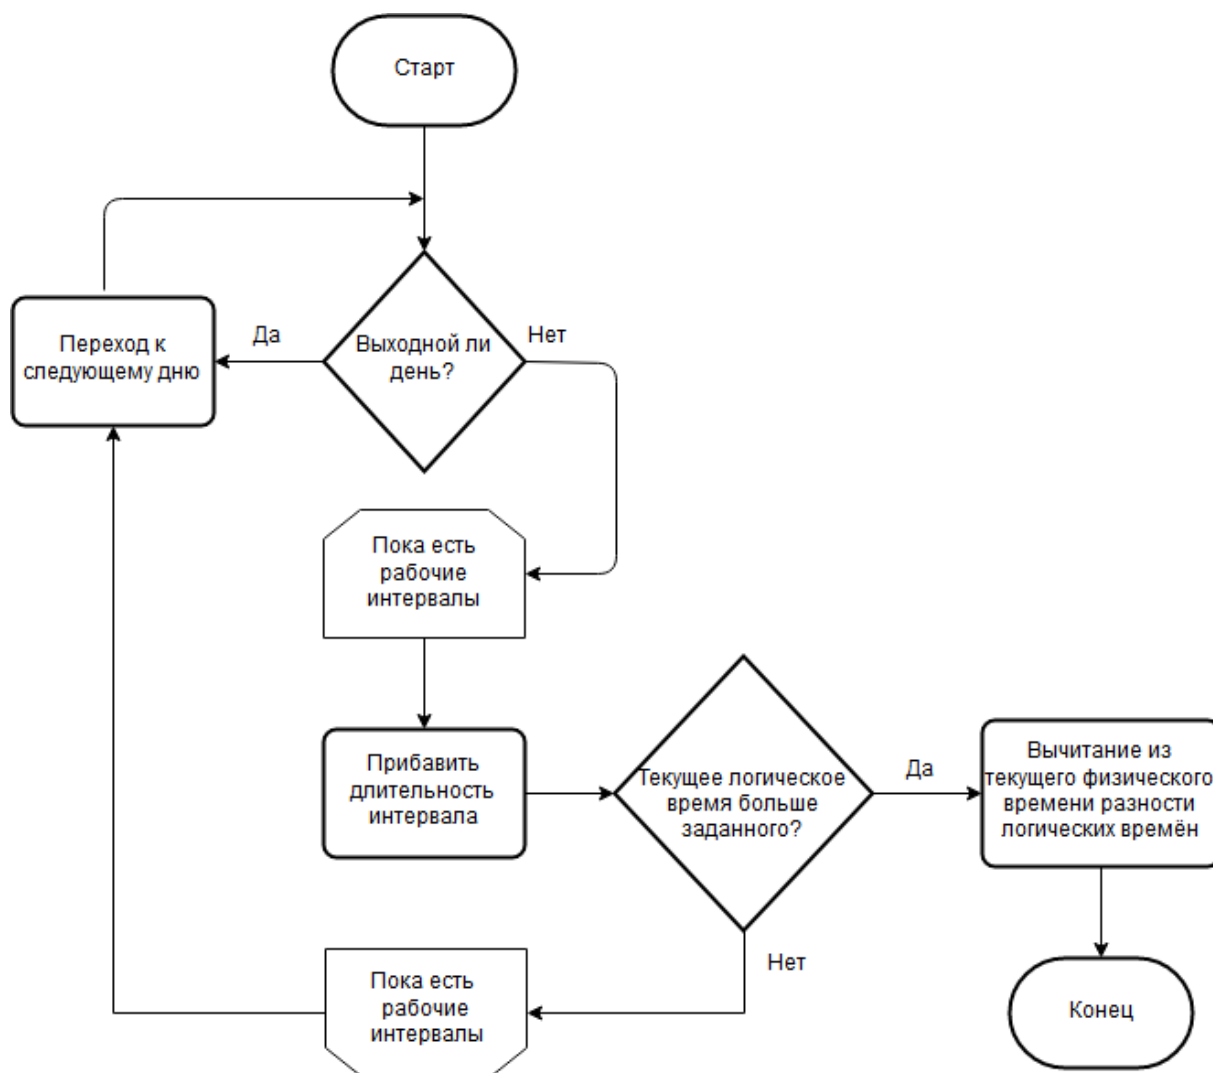 Старт
Переход к
следующему дню
Да
Выходной ли
день?
Нет
Пока есть
рабочие
интервалы
Прибавить
длительность
интервала
Текущее логическое
время больше
заданного?
Да
Вычитание из
текущего физического
времени разности
логических времён
Нет
Пока есть
рабочие
интервалы
Конец